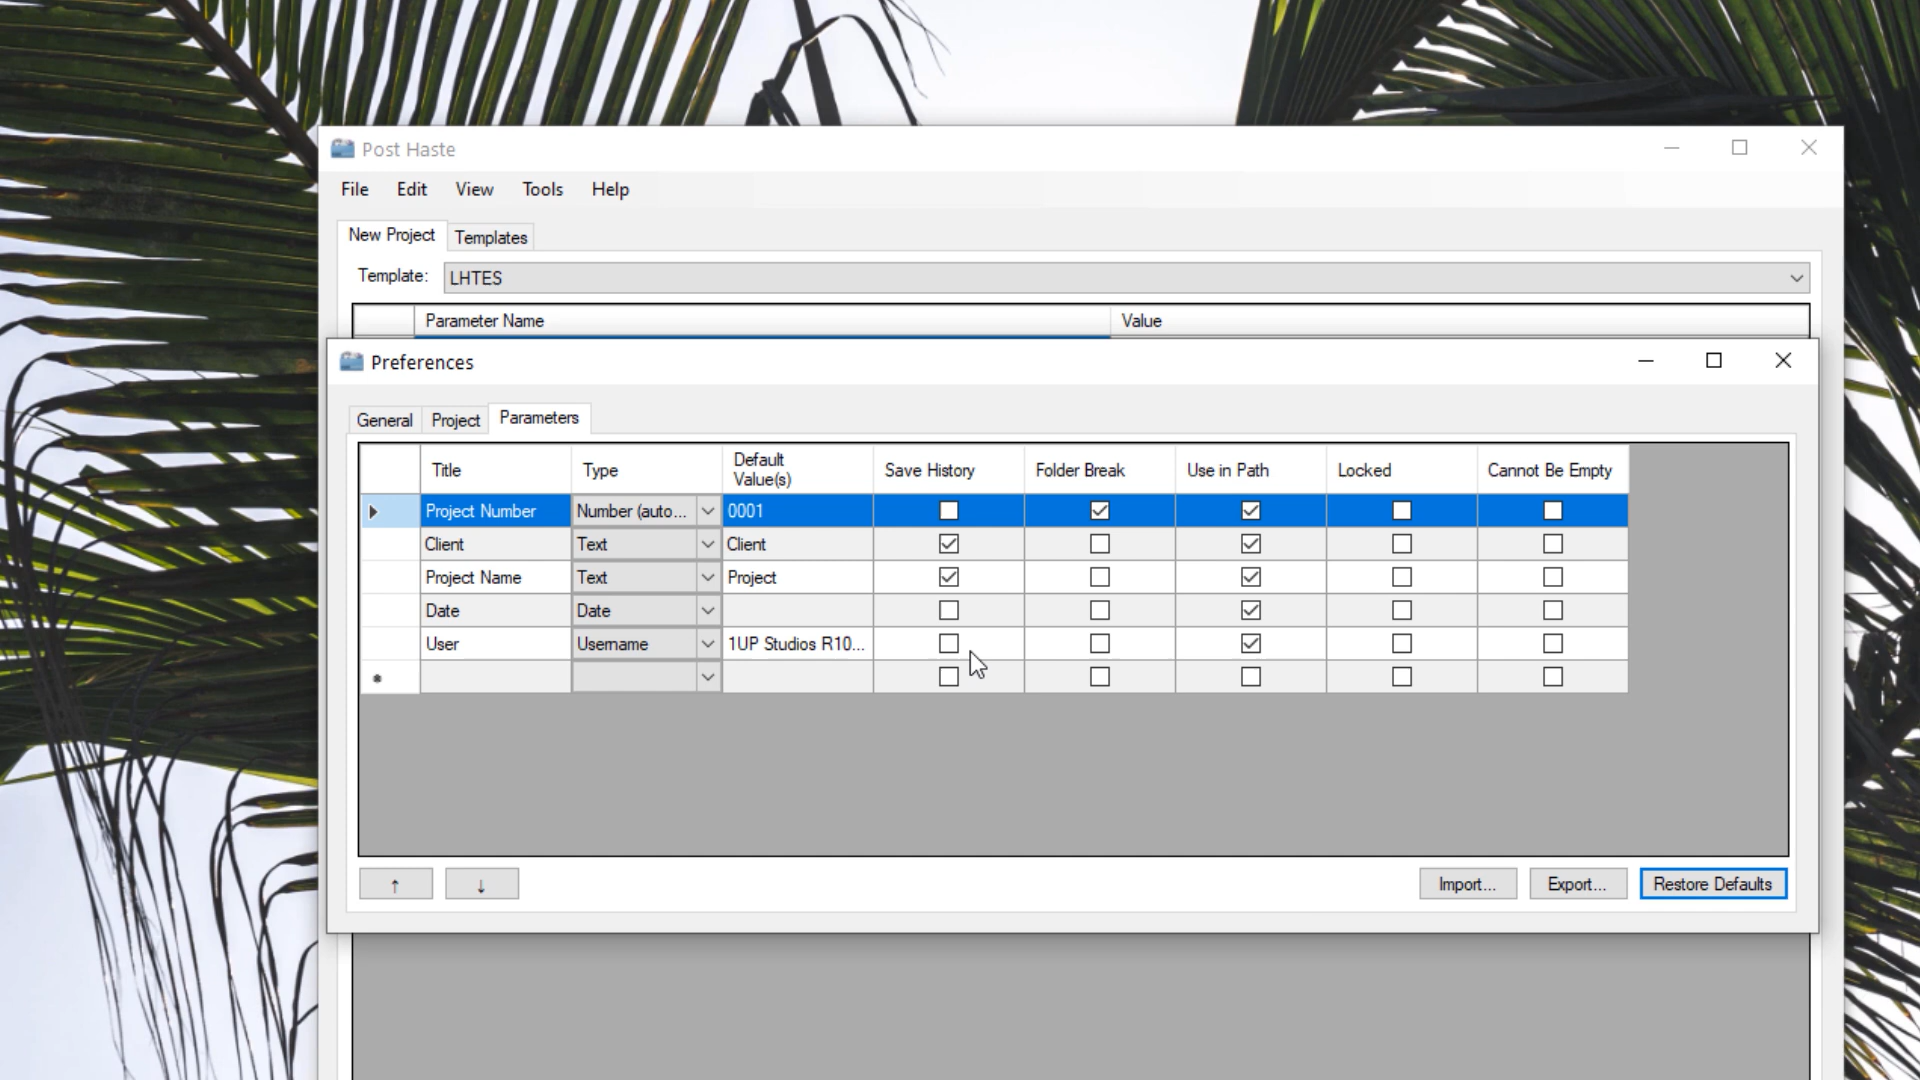 Post Haste
File Edit View Tools Help
New Project Templates
Template: LHTES
Parameter Name Value
Preferences
General Project Parameters
Title Type Default Value(s) Save History Folder Break Use in Path Locked Cannot Be Empty
Project Number Number (auto... 0001
Client Text Client
Project Name Text Project
Date Date
User Username 1UP Studios R10...
↑ ↓ Import... Export... Restore Defaults